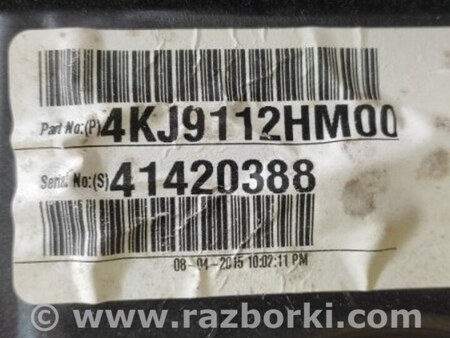 Part No:(P)4KJ9112HM00
Serial No:(S)41420388
08-04-2015 10:02:11 PM
www.razborki.com